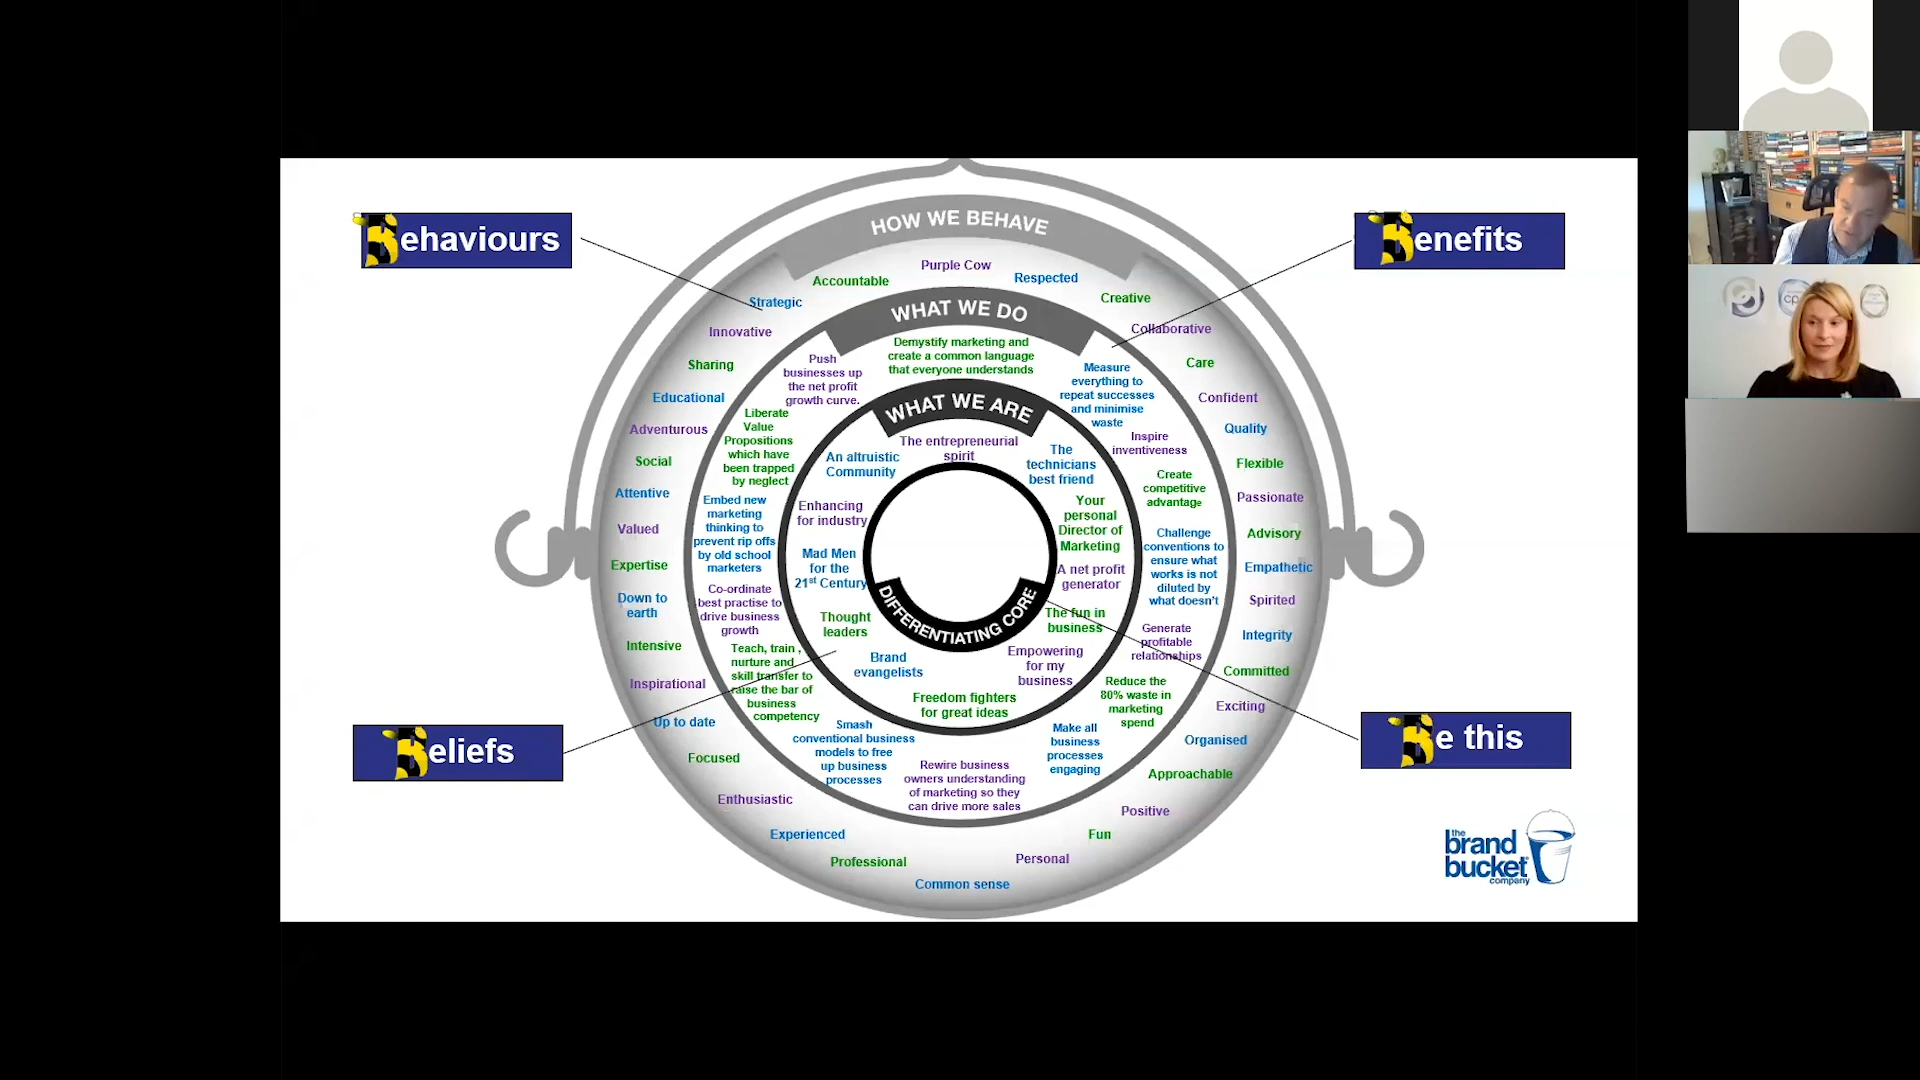 Behaviours
Benefits
Beliefs
Be this
HOW WE BEHAVE
Purple Cow
Respected
Creative
Collaborative
Care
Confident
Quality
Flexible
Passionate
Advisory
Empathetic
Spirited
Integrity
Committed
Exciting
Organised
Approachable
Positive
Fun
Personal
Common sense
Professional
Experienced
Enthusiastic
Focused
Up to date
Inspirational
Intensive
Down to
earth
Expertise
Valued
Attentive
Social
Adventurous
Educational
Sharing
Innovative
Strategic
Accountable
WHAT WE DO
Demystify marketing and
create a common language
that everyone understands
Measure
everything to
repeat successes
and minimise
waste
Inspire
inventiveness
Create
competitive
advantage
Challenge
conventions to
ensure what
works is not
diluted by
what doesn't
Generate
profitable
relationships
Reduce the
80% waste in
marketing
spend
Make all
business
processes
engaging
Rewire business
owners understanding
of marketing so they
can drive more sales
Smash
conventional business
models to free
up business
processes
Teach, train ,
nurture and
skill transfer to
raise the bar of
business
competency
Co-ordinate
best practise to
drive business
growth
Embed new
marketing
thinking to
prevent rip offs
by old school
marketers
Liberate
Value
Propositions
which have
been trapped
by neglect
Push
businesses up
the net profit
growth curve.
WHAT WE ARE
The entrepreneurial
spirit
The
technicians
best friend
Your
personal
Director of
Marketing
A net profit
generator
The fun in
business
Empowering
for my
business
Freedom fighters
for great ideas
Brand
evangelists
Thought
leaders
Mad Men
for the
21st Century
Enhancing
for industry
An altruistic
Community
DIFFERENTIATING CORE
the
brand
bucket
company